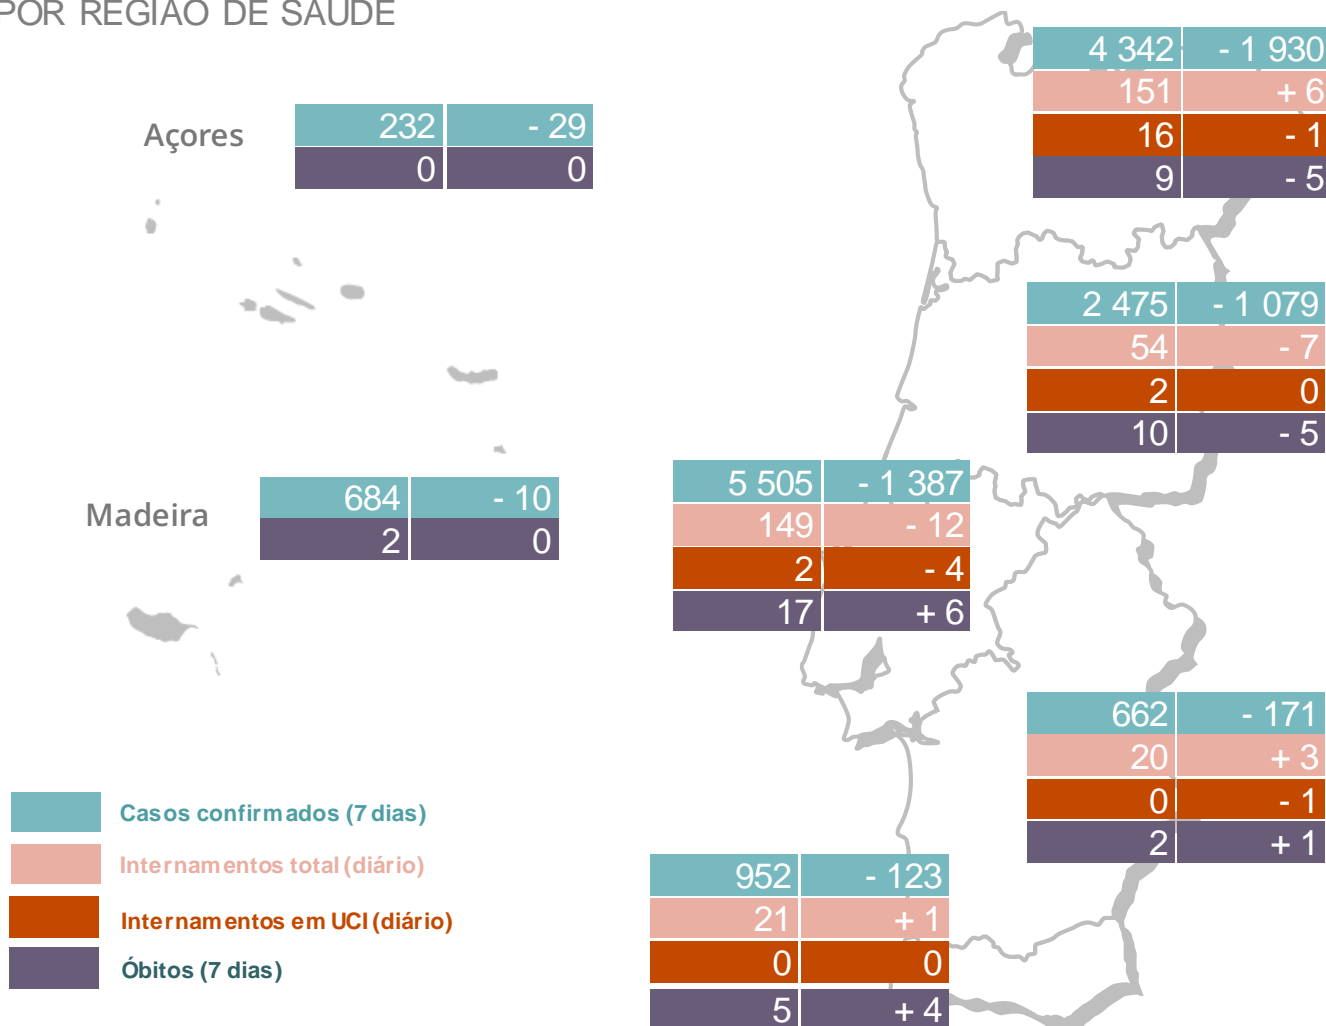 POR REGIÃO DE SAÚDE
4 342 - 1 930
151 + 6
16 - 1
9 - 5
Açores
232 - 29
0 0
2 475 - 1 079
54 - 7
2 0
10 - 5
Madeira
684 - 10
2 0
5 505 - 1 387
149 - 12
2 - 4
17 + 6
662 - 171
20 + 3
0 - 1
2 + 1
Casos confirmados (7 dias)
Internamentos total (diário)
Internamentos em UCI (diário)
Óbitos (7 dias)
952 - 123
21 + 1
0 0
5 + 4